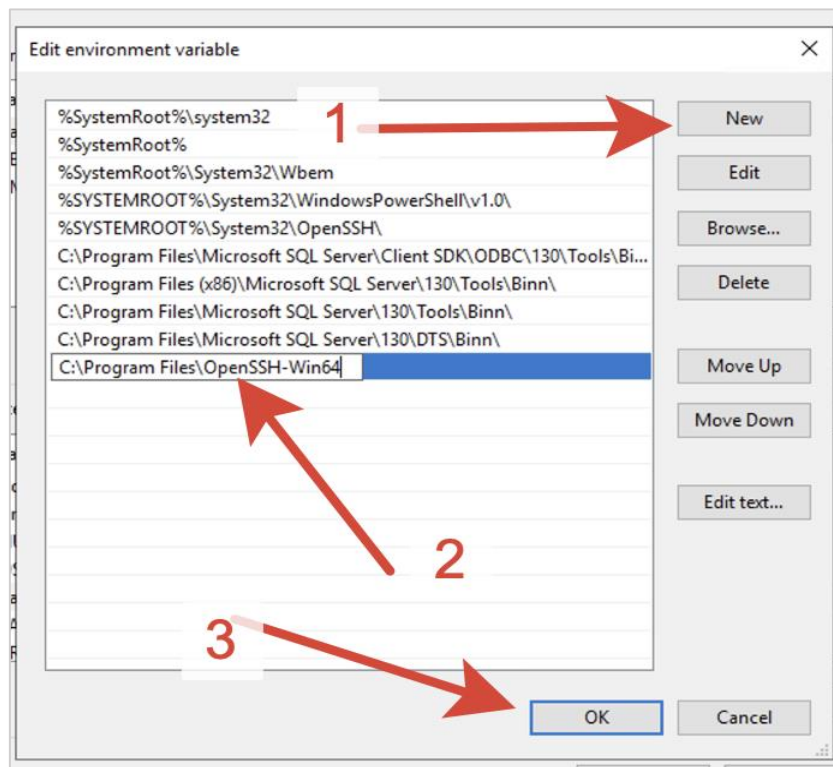 Edit environment variable
%SystemRoot%\system32
1
New
%SystemRoot%
%SystemRoot%\System32\Wbem
Edit
%SYSTEMROOT%\System32\WindowsPowerShell\v1.0\
%SYSTEMROOT%\System32\OpenSSH\
Browse...
C:\Program Files\Microsoft SQL Server\Client SDK\ODBC\130\Tools\Bi...
C:\Program Files (x86)\Microsoft SQL Server\130\Tools\Binn\
Delete
C:\Program Files\Microsoft SQL Server\130\Tools\Binn\
C:\Program Files\Microsoft SQL Server\130\DTS\Binn\
C:\Program Files\OpenSSH-Win64
Move Up
Move Down
Edit text...
2
3
OK
Cancel